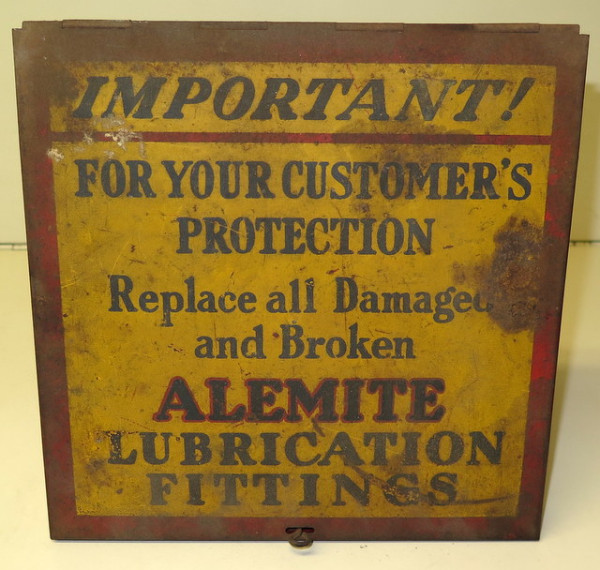 IMPORTANT!
FOR YOUR CUSTOMER'S
PROTECTION
Replace all Damaged
and Broken
ALEMITE
LUBRICATION
FITTINGS